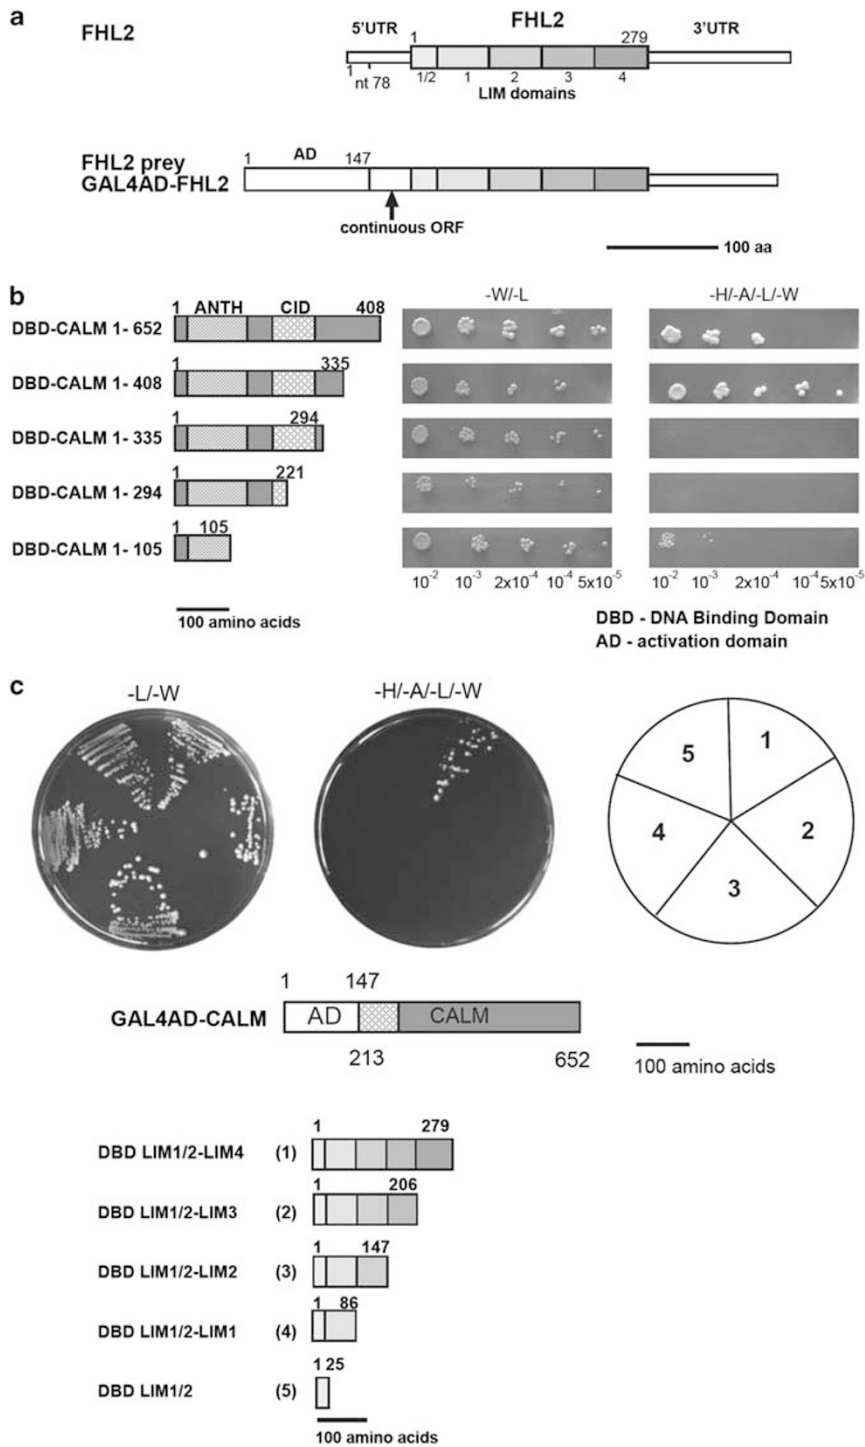 a
FHL2
5'UTR
FHL2
3'UTR
1
279
1
nt 78
1/2
1
2
3
4
LIM domains
FHL2 prey
GAL4AD-FHL2
1
AD
147
continuous ORF
100 aa
b
-W/-L
-H/-A/-L/-W
1
ANTH
CID
408
DBD-CALM 1- 652
1
335
DBD-CALM 1- 408
1
294
DBD-CALM 1- 335
1
221
DBD-CALM 1- 294
1
105
DBD-CALM 1- 105
100 amino acids
10-2 10-3 2x10-4 10-4 5x10-5
10-2 10-3 2x10-4 10-4 5x10-5
DBD - DNA Binding Domain
AD - activation domain
c
-L/-W
-H/-A/-L/-W
5
1
4
2
3
1
147
GAL4AD-CALM
AD
CALM
213
652
100 amino acids
1
279
DBD LIM1/2-LIM4 (1)
1
206
DBD LIM1/2-LIM3 (2)
1
147
DBD LIM1/2-LIM2 (3)
1
86
DBD LIM1/2-LIM1 (4)
1 25
DBD LIM1/2 (5)
100 amino acids